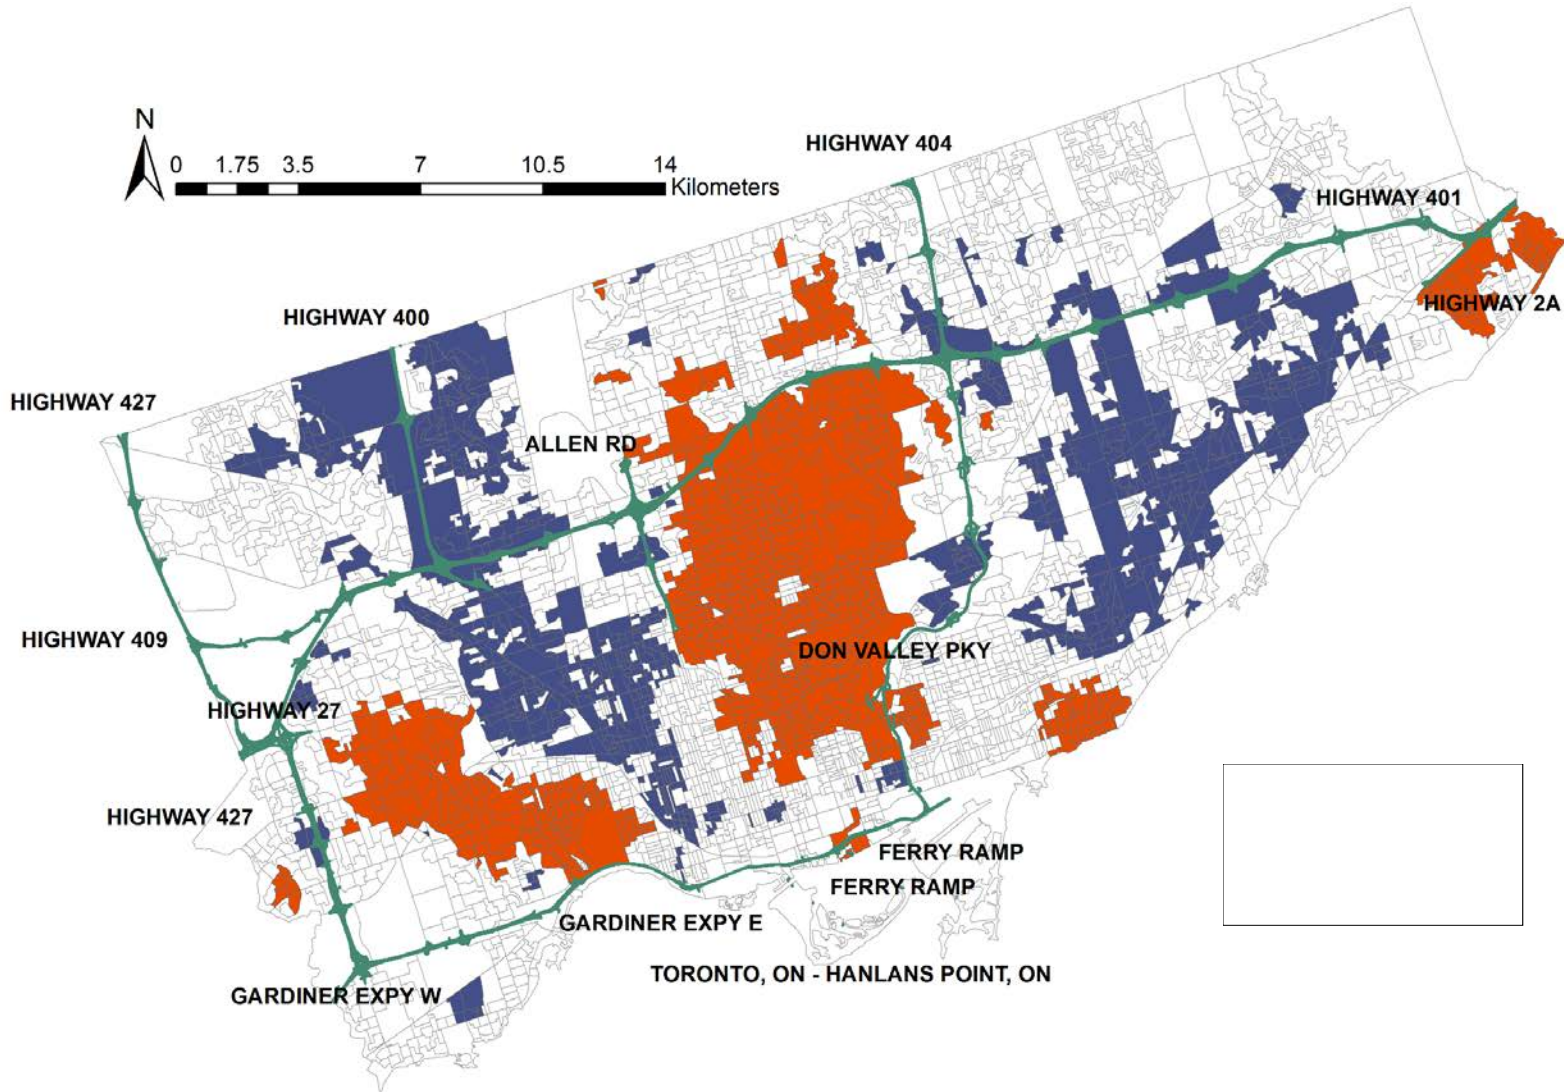 N
0 1.75 3.5 7 10.5 14
Kilometers
HIGHWAY 404
HIGHWAY 401
HIGHWAY 2A
HIGHWAY 400
HIGHWAY 427
ALLEN RD
HIGHWAY 409
DON VALLEY PKY
HIGHWAY 27
HIGHWAY 427
FERRY RAMP
FERRY RAMP
GARDINER EXPY E
TORONTO, ON - HANLANS POINT, ON
GARDINER EXPY W